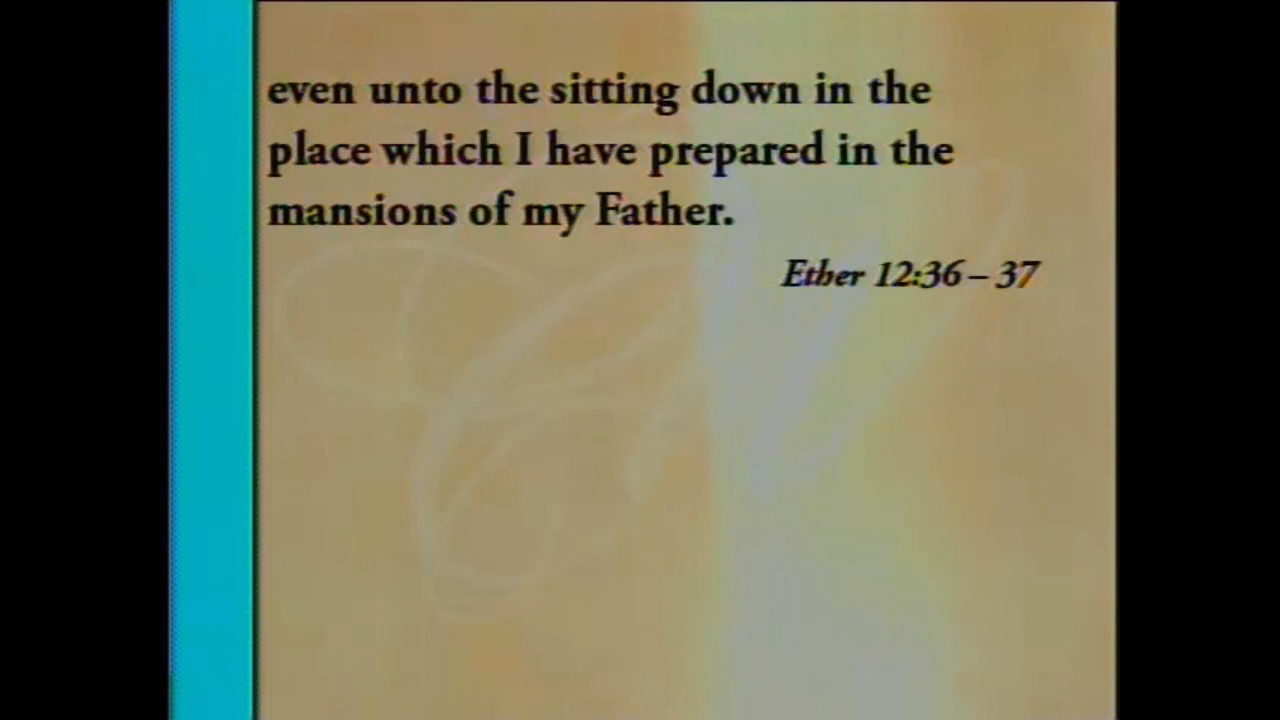 even unto the sitting down in the
place which I have prepared in the
mansions of my Father.
Ether 12:36 – 37